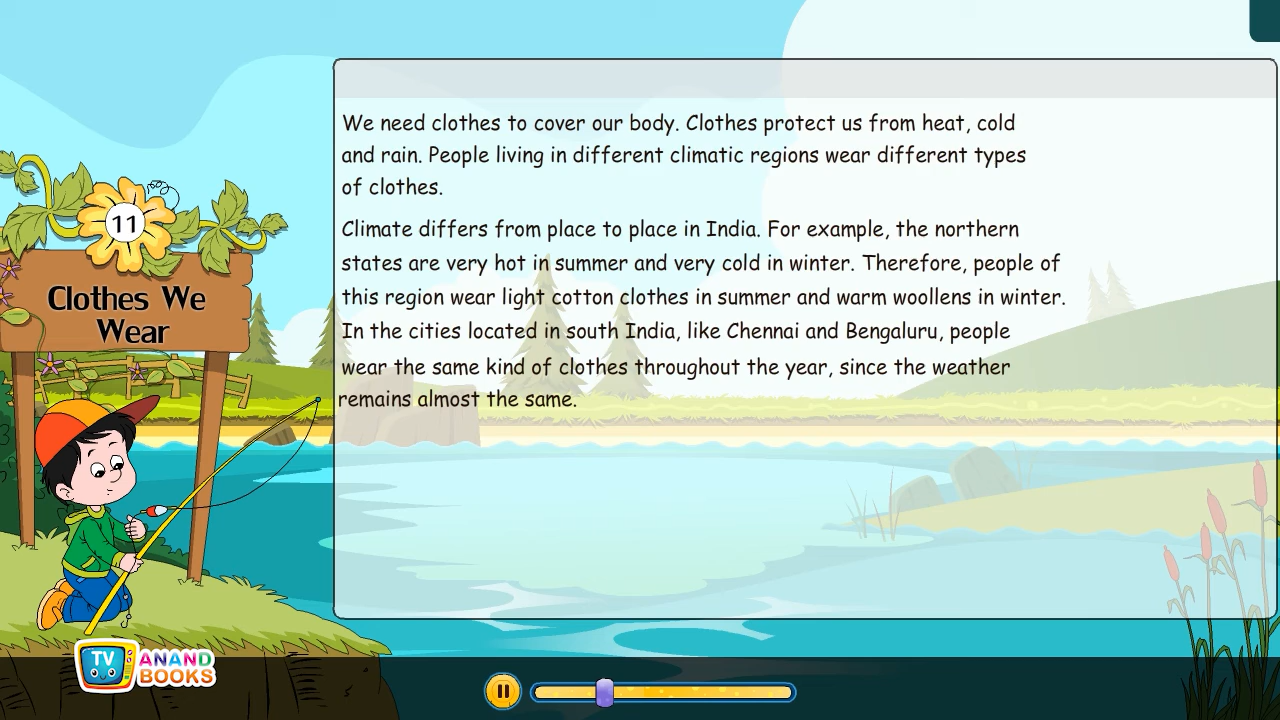 11
Clothes We
Wear
We need clothes to cover our body. Clothes protect us from heat, cold
and rain. People living in different climatic regions wear different types
of clothes.
Climate differs from place to place in India. For example, the northern
states are very hot in summer and very cold in winter. Therefore, people of
this region wear light cotton clothes in summer and warm woollens in winter.
In the cities located in south India, like Chennai and Bengaluru, people
wear the same kind of clothes throughout the year, since the weather
remains almost the same.
TV
ANAND
BOOKS